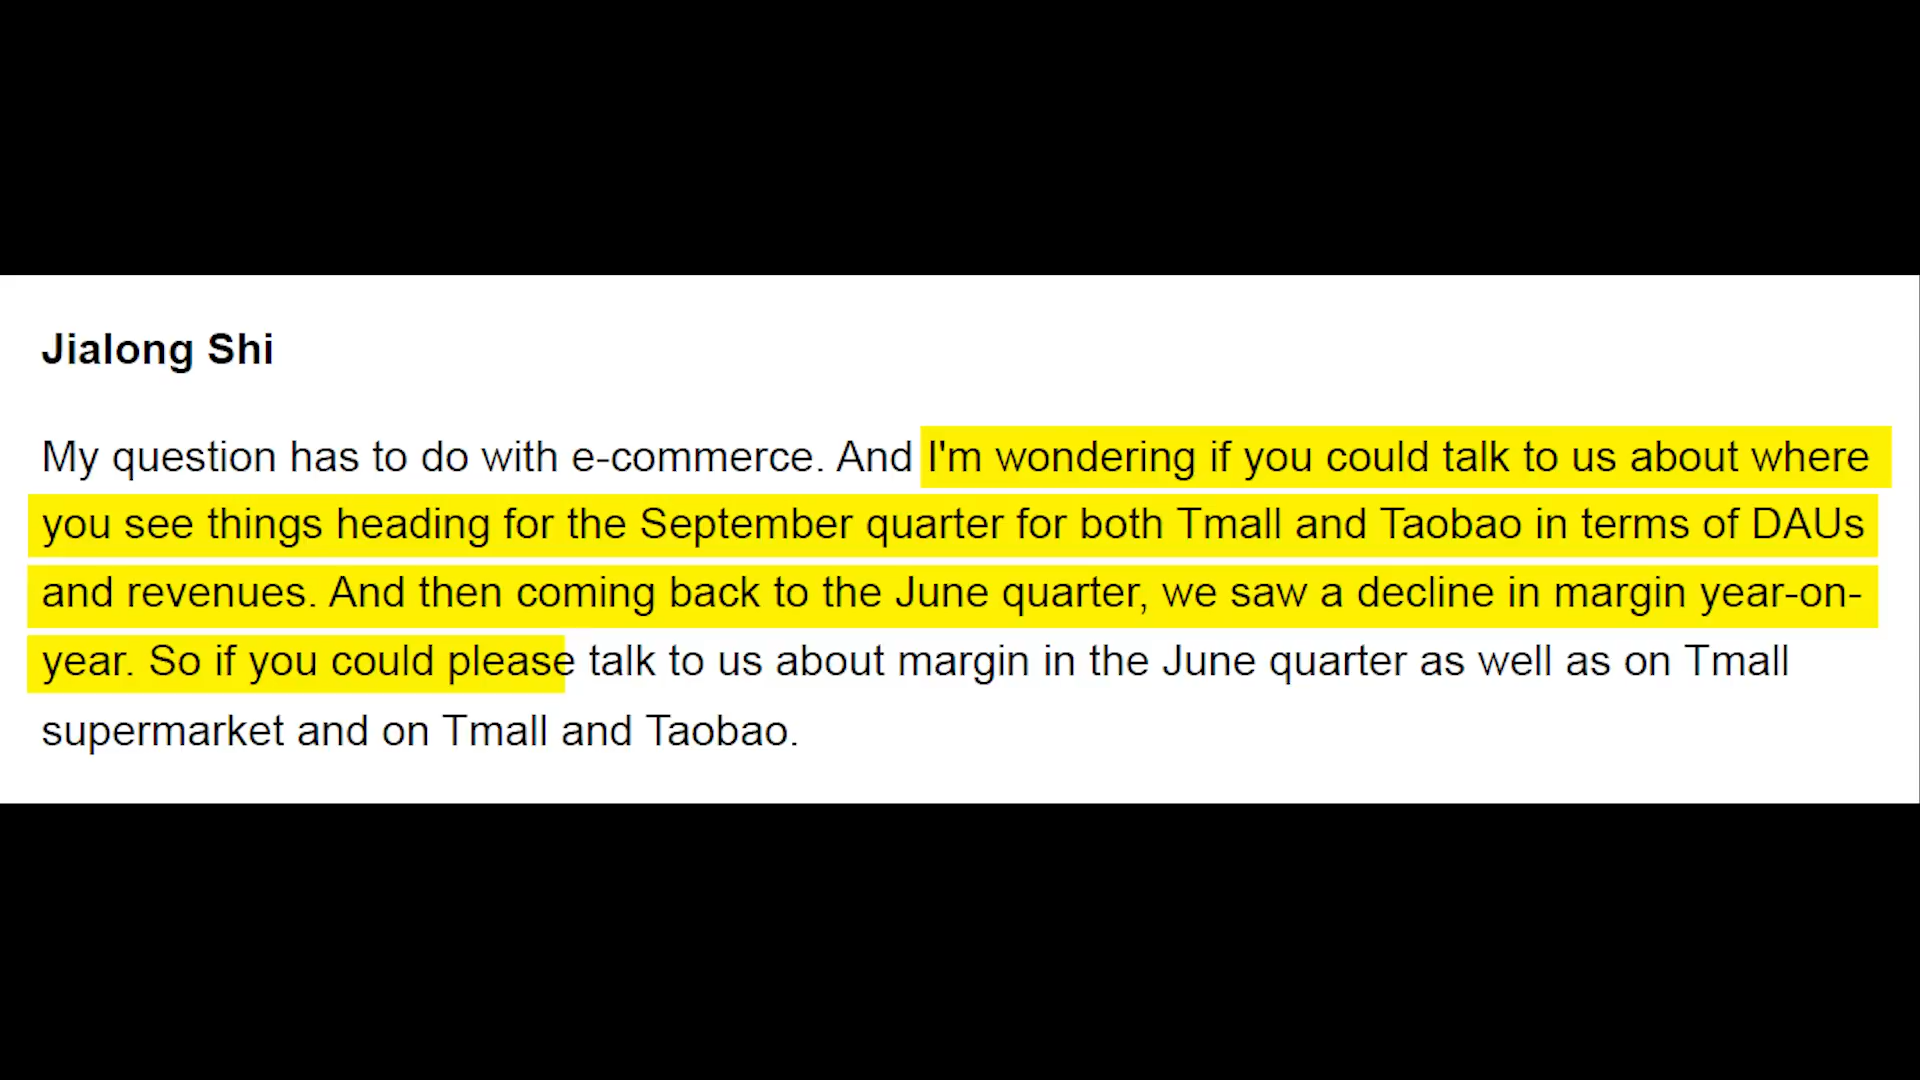 Jialong Shi
My question has to do with e-commerce. And I'm wondering if you could talk to us about where
you see things heading for the September quarter for both Tmall and Taobao in terms of DAUs
and revenues. And then coming back to the June quarter, we saw a decline in margin year-on-
year. So if you could please talk to us about margin in the June quarter as well as on Tmall
supermarket and on Tmall and Taobao.